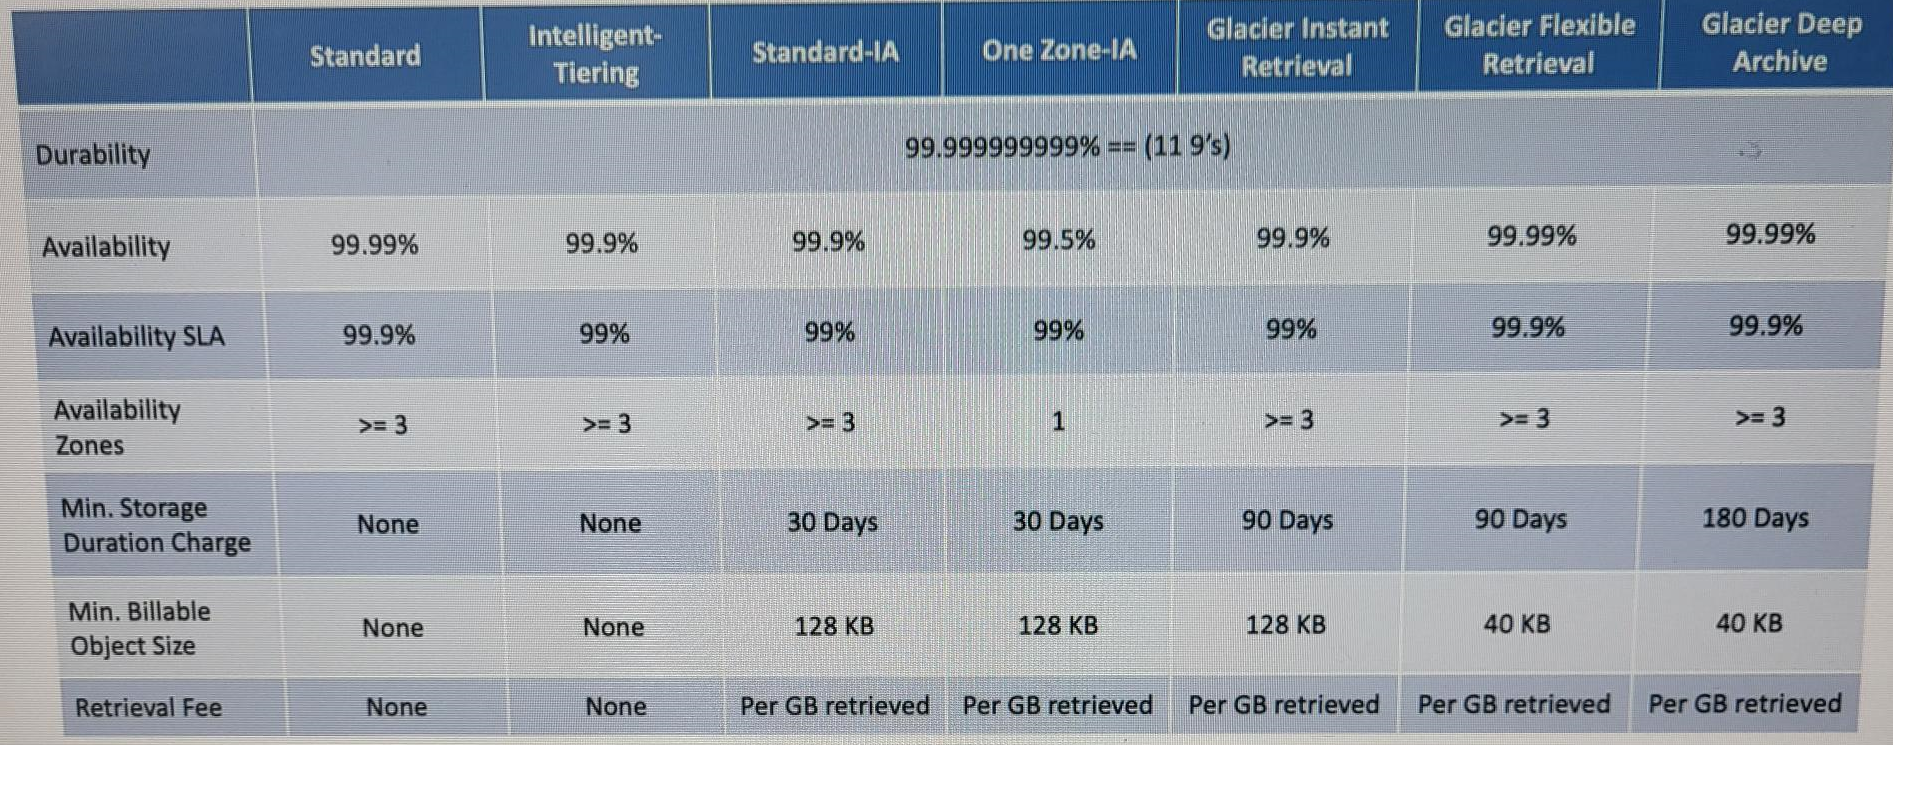 Standard Intelligent-Tiering Standard-IA One Zone-IA Glacier Instant Retrieval Glacier Flexible Retrieval Glacier Deep Archive
Durability 99.999999999% == (11 9's)
Availability 99.99% 99.9% 99.9% 99.5% 99.9% 99.99% 99.99%
Availability SLA 99.9% 99% 99% 99% 99% 99.9% 99.9%
Availability Zones >= 3 >= 3 >= 3 1 >= 3 >= 3 >= 3
Min. Storage Duration Charge None None 30 Days 30 Days 90 Days 90 Days 180 Days
Min. Billable Object Size None None 128 KB 128 KB 128 KB 40 KB 40 KB
Retrieval Fee None None Per GB retrieved Per GB retrieved Per GB retrieved Per GB retrieved Per GB retrieved